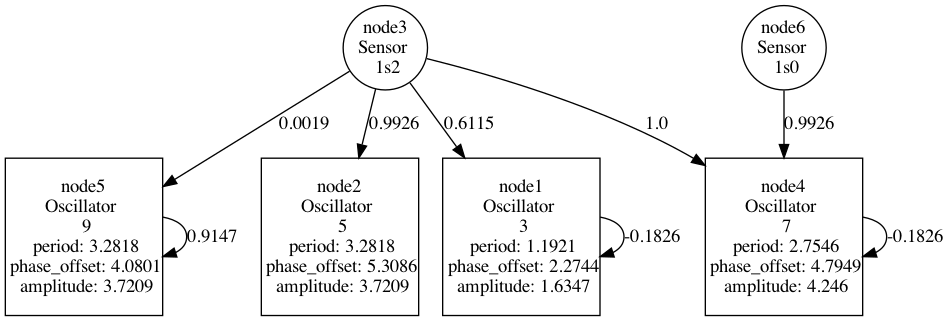 node3
Sensor
1s2
node6
Sensor
1s0
0.0019
0.9926
0.6115
1.0
0.9926
node5
Oscillator
9
period: 3.2818
phase_offset: 4.0801
amplitude: 3.7209
0.9147
node2
Oscillator
5
period: 3.2818
phase_offset: 5.3086
amplitude: 3.7209
node1
Oscillator
3
period: 1.1921
phase_offset: 2.2744
amplitude: 1.6347
-0.1826
node4
Oscillator
7
period: 2.7546
phase_offset: 4.7949
amplitude: 4.246
-0.1826